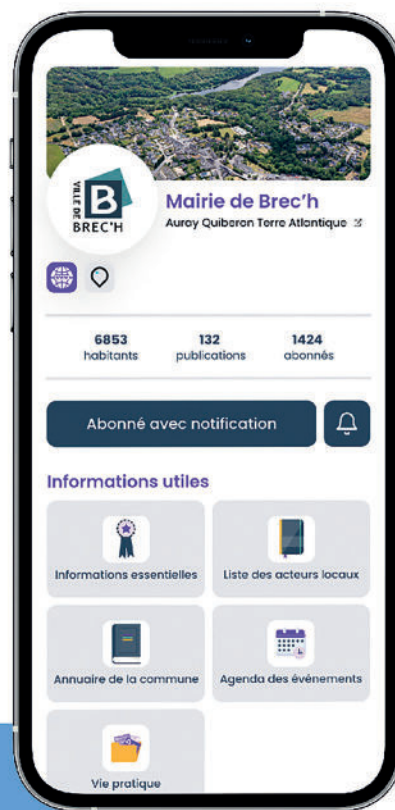 VILLE DE
B
BREC'H
Mairie de Brec'h
Auray Quiberon Terre Atlantique
6853
habitants
132
publications
1424
abonnés
Abonné avec notification
Informations utiles
Informations essentielles
Liste des acteurs locaux
Annuaire de la commune
Agenda des événements
Vie pratique